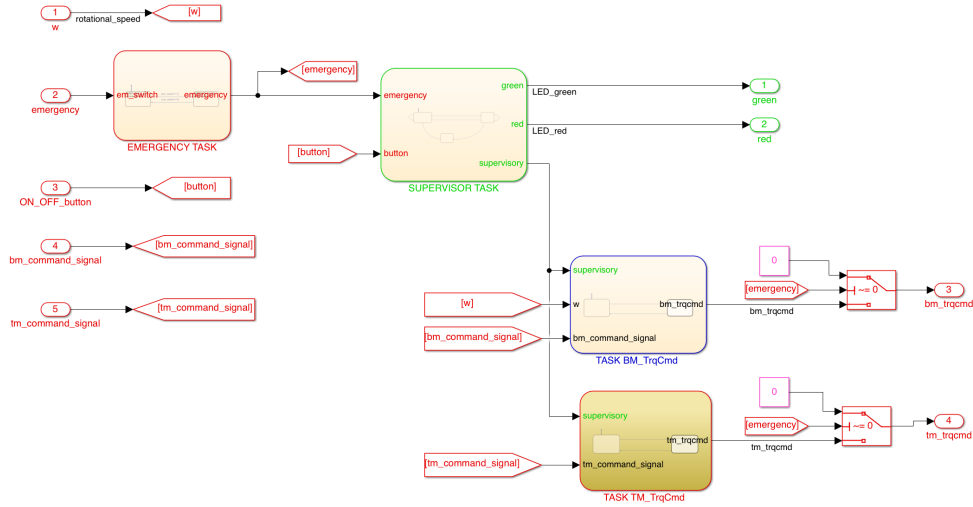 1
w
rotational_speed
[w]
2
emergency
em_switch
emergency
EMERGENCY TASK
[emergency]
[button]
emergency
button
green
red
supervisory
SUPERVISOR TASK
LED_green
LED_red
1
green
2
red
3
ON_OFF_button
[button]
4
bm_command_signal
[bm_command_signal]
5
tm_command_signal
[tm_command_signal]
[w]
[bm_command_signal]
supervisory
w
bm_command_signal
bm_trqcmd
TASK BM_TrqCmd
bm_trqcmd
0
[emergency]
~= 0
3
bm_trqcmd
[tm_command_signal]
supervisory
tm_command_signal
tm_trqcmd
TASK TM_TrqCmd
tm_trqcmd
0
[emergency]
~= 0
4
tm_trqcmd